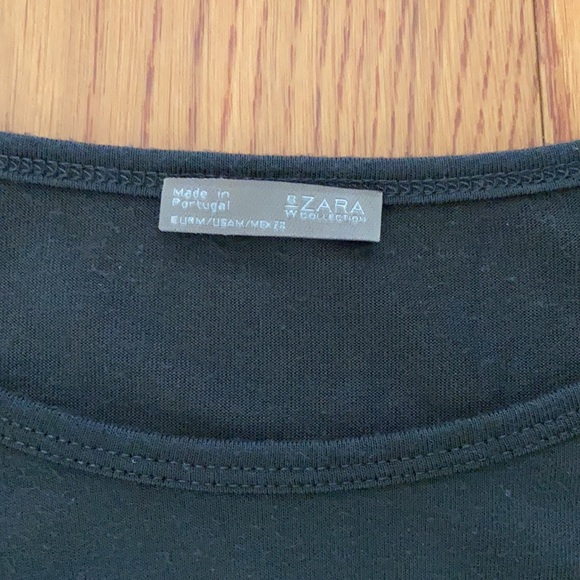 Made in
Portugal
EURM/USAM/MEX28
ZARA
W COLLECTION